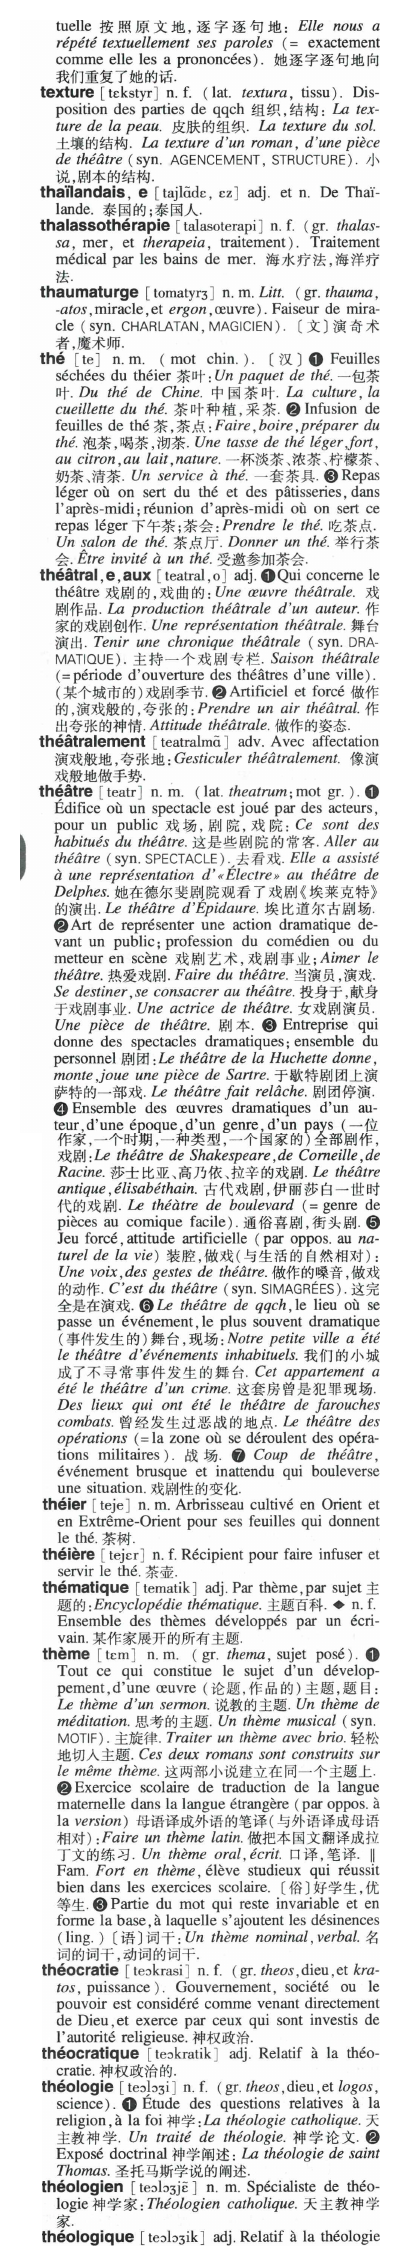 tuelle 按照原文地,逐字逐句地: Elle nous a
répété textuellement ses paroles (= exactement
comme elle les a prononcées). 她逐字逐句地向
我们重复了她的话.
texture [tɛkstyr] n. f. (lat. textura, tissu). Dis-
position des parties de qqch 组织,结构: La tex-
ture de la peau. 皮肤的组织. La texture du sol.
土壤的结构. La texture d'un roman, d'une pièce
de théâtre (syn. AGENCEMENT, STRUCTURE). 小
说,剧本的结构.
thaïlandais, e [tajlɑ̃dɛ, ɛz] adj. et n. De Thaï-
lande. 泰国的;泰国人.
thalassothérapie [talasoterapi] n. f. (gr. thalas-
sa, mer, et therapeia, traitement). Traitement
médical par les bains de mer. 海水疗法,海洋疗
法.
thaumaturge [tomatyrʒ] n. m. Litt. (gr. thauma,
-atos, miracle, et ergon, œuvre). Faiseur de mira-
cle (syn. CHARLATAN, MAGICIEN). 〔文〕演奇术
者,魔术师.
thé [te] n. m. (mot chin.). 〔汉〕❶ Feuilles
séchées du théier 茶叶: Un paquet de thé. 一包茶
叶. Du thé de Chine. 中国茶叶. La culture, la
cueillette du thé. 茶叶种植,采茶. ❷ Infusion de
feuilles de thé 茶,茶点: Faire, boire, préparer du
thé. 泡茶,喝茶,沏茶. Une tasse de thé léger, fort,
au citron, au lait, nature. 一杯淡茶、浓茶、柠檬茶、
奶茶、清茶. Un service à thé. 一套茶具. ❸ Repas
léger où on sert du thé et des pâtisseries, dans
l'après-midi; réunion d'après-midi où on sert ce
repas léger 下午茶;茶会: Prendre le thé. 吃茶点.
Un salon de thé. 茶点厅. Donner un thé. 举行茶
会. Être invité à un thé. 受邀参加茶会.
théâtral, e, aux [teatral, o] adj. ❶ Qui concerne le
théâtre 戏剧的,戏曲的: Une œuvre théâtrale. 戏
剧作品. La production théâtrale d'un auteur. 作
家的戏剧创作. Une représentation théâtrale. 舞台
演出. Tenir une chronique théâtrale (syn. DRA-
MATIQUE). 主持一个戏剧专栏. Saison théâtrale
(= période d'ouverture des théâtres d'une ville).
(某个城市的)戏剧季节. ❷ Artificiel et forcé 做作
的,演戏般的,夸张的: Prendre un air théâtral. 作
出夸张的神情. Attitude théâtrale. 做作的姿态.
théâtralement [teatralmɑ̃] adv. Avec affectation
演戏般地,夸张地: Gesticuler théâtralement. 像演
戏般地做手势.
théâtre [teatr] n. m. (lat. theatrum; mot gr.). ❶
Édifice où un spectacle est joué par des acteurs,
pour un public 戏场,剧院,戏院: Ce sont des
habitués du théâtre. 这是些剧院的常客. Aller au
théâtre (syn. SPECTACLE). 去看戏. Elle a assisté
à une représentation d'«Électre» au théâtre de
Delphes. 她在德尔斐剧院观看了戏剧《埃莱克特》
的演出. Le théâtre d'Épidaure. 埃比道尔古剧场.
❷ Art de représenter une action dramatique de-
vant un public; profession du comédien ou du
metteur en scène 戏剧艺术,戏剧事业; Aimer le
théâtre. 热爱戏剧. Faire du théâtre. 当演员,演戏.
Se destiner, se consacrer au théâtre. 投身于,献身
于戏剧事业. Une actrice de théâtre. 女戏剧演员.
Une pièce de théâtre. 剧本. ❸ Entreprise qui
donne des spectacles dramatiques; ensemble du
personnel 剧团: Le théâtre de la Huchette donne,
monte, joue une pièce de Sartre. 于歇特剧团上演
萨特的一部戏. Le théâtre fait relâche. 剧团停演.
❹ Ensemble des œuvres dramatiques d'un au-
teur, d'une époque, d'un genre, d'un pays (一位
作家,一个时期,一种类型,一个国家的)全部剧作,
戏剧: Le théâtre de Shakespeare, de Corneille, de
Racine. 莎士比亚、高乃依、拉辛的戏剧. Le théâtre
antique, élisabéthain. 古代戏剧,伊丽莎白一世时
代的戏剧. Le théâtre de boulevard (= genre de
pièces au comique facile). 通俗喜剧,街头剧. ❺
Jeu forcé, attitude artificielle (par oppos. au na-
turel de la vie) 装腔,做戏(与生活的自然相对):
Une voix, des gestes de théâtre. 做作的嗓音,做戏
的动作. C'est du théâtre (syn. SIMAGRÉES). 这完
全是在演戏. ❻ Le théâtre de qqch, le lieu où se
passe un événement, le plus souvent dramatique
(事件发生的)舞台,现场: Notre petite ville a été
le théâtre d'événements inhabituels. 我们的小城
成了不寻常事件发生的舞台. Cet appartement a
été le théâtre d'un crime. 这套房曾是犯罪现场.
Des lieux qui ont été le théâtre de farouches
combats. 曾经发生过恶战的地点. Le théâtre des
opérations (= la zone où se déroulent des opéra-
tions militaires). 战场. ❼ Coup de théâtre,
événement brusque et inattendu qui bouleverse
une situation. 戏剧性的变化.
théier [teje] n. m. Arbrisseau cultivé en Orient et
en Extrême-Orient pour ses feuilles qui donnent
le thé. 茶树.
théière [tejɛr] n. f. Récipient pour faire infuser et
servir le thé. 茶壶.
thématique [tematik] adj. Par thème, par sujet 主
题的: Encyclopédie thématique. 主题百科. ◆ n. f.
Ensemble des thèmes développés par un écri-
vain. 某作家展开的所有主题.
thème [tɛm] n. m. (gr. thema, sujet posé). ❶
Tout ce qui constitue le sujet d'un dévelop-
pement, d'une œuvre (论题,作品的)主题,题目:
Le thème d'un sermon. 说教的主题. Un thème de
méditation. 思考的主题. Un thème musical (syn.
MOTIF). 主旋律. Traiter un thème avec brio. 轻松
地切入主题. Ces deux romans sont construits sur
le même thème. 这两部小说建立在同一个主题上.
❷ Exercice scolaire de traduction de la langue
maternelle dans la langue étrangère (par oppos. à
la version) 母语译成外语的笔译(与外语译成母语
相对): Faire un thème latin. 做把本国文翻译成拉
丁文的练习. Un thème oral, écrit. 口译,笔译. ‖
Fam. Fort en thème, élève studieux qui réussit
bien dans les exercices scolaire. 〔俗〕好学生,优
等生. ❸ Partie du mot qui reste invariable et en
forme la base, à laquelle s'ajoutent les désinences
(ling.) 〔语〕词干: Un thème nominal, verbal. 名
词的词干,动词的词干.
théocratie [teɔkrasi] n. f. (gr. theos, dieu, et kra-
tos, puissance). Gouvernement, société ou le
pouvoir est considéré comme venant directement
de Dieu, et exerce par ceux qui sont investis de
l'autorité religieuse. 神权政治.
théocratique [teɔkratik] adj. Relatif à la théo-
cratie. 神权政治的.
théologie [teɔlɔʒi] n. f. (gr. theos, dieu, et logos,
science). ❶ Étude des questions relatives à la
religion, à la foi 神学: La théologie catholique. 天
主教神学. Un traité de théologie. 神学论文. ❷
Exposé doctrinal 神学阐述: La théologie de saint
Thomas. 圣托马斯学说的阐述.
théologien [teɔlɔʒjɛ̃] n. m. Spécialiste de théo-
logie 神学家: Théologien catholique. 天主教神学
家.
théologique [teɔlɔʒik] adj. Relatif à la théologie